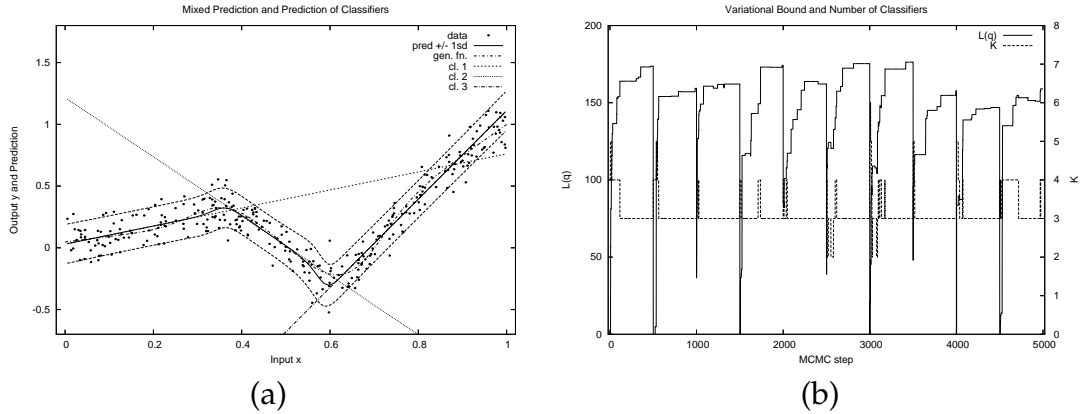 Mixed Prediction and Prediction of Classifiers
data
pred +/- 1sd
gen. fn.
cl. 1
cl. 2
cl. 3
Output y and Prediction
1.5
1
0.5
0
-0.5
0
0.2
0.4
0.6
0.8
1
Input x
(a)
Variational Bound and Number of Classifiers
L(q)
K
L(q)
200
150
100
50
0
8
7
6
5
4
3
2
1
0
K
0
1000
2000
3000
4000
5000
MCMC step
(b)